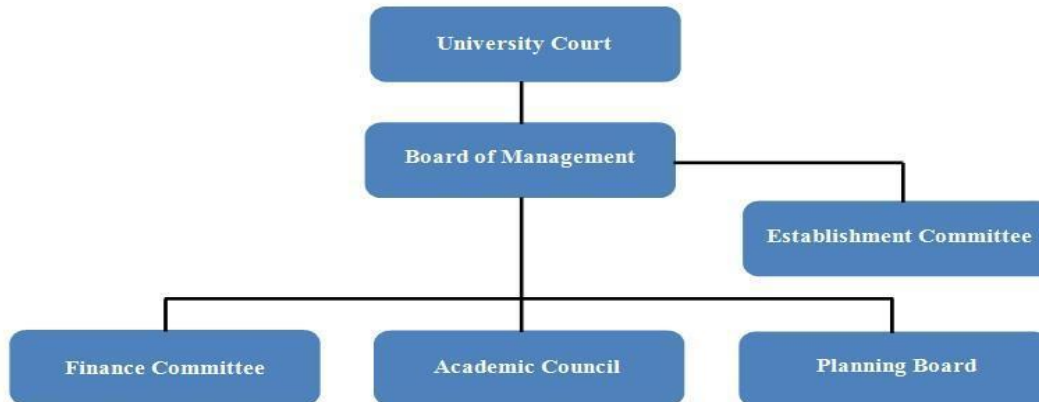 University Court
Board of Management
Establishment Committee
Finance Committee
Academic Council
Planning Board